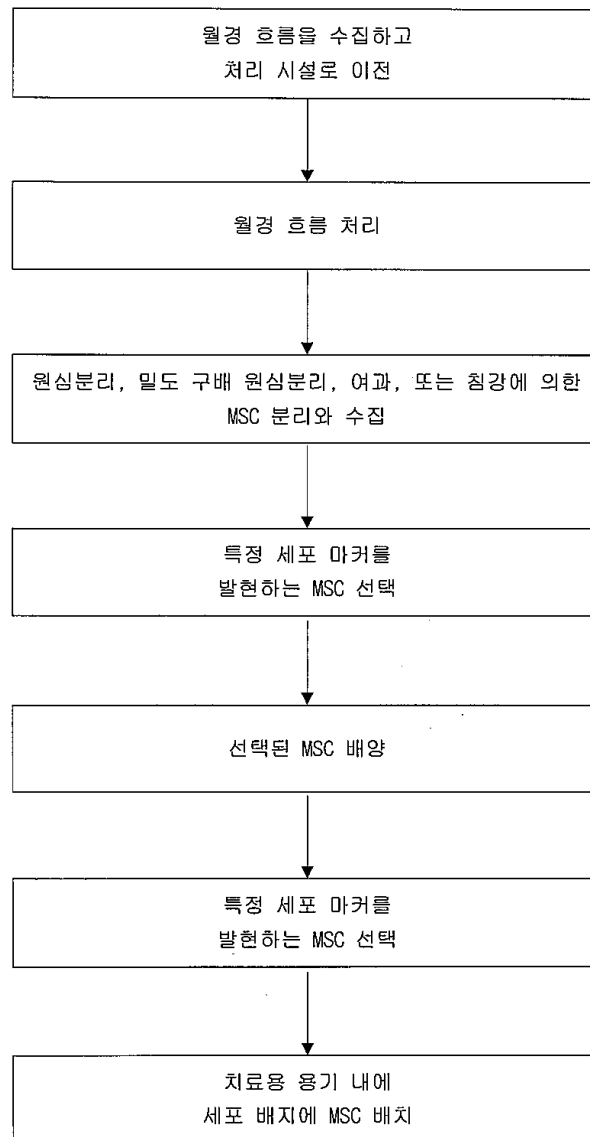 월경 흐름을 수집하고
처리 시설로 이전
월경 흐름 처리
원심분리, 밀도 구배 원심분리, 여과, 또는 침강에 의한
MSC 분리와 수집
특정 세포 마커를
발현하는 MSC 선택
선택된 MSC 배양
특정 세포 마커를
발현하는 MSC 선택
치료용 용기 내에
세포 배지에 MSC 배치